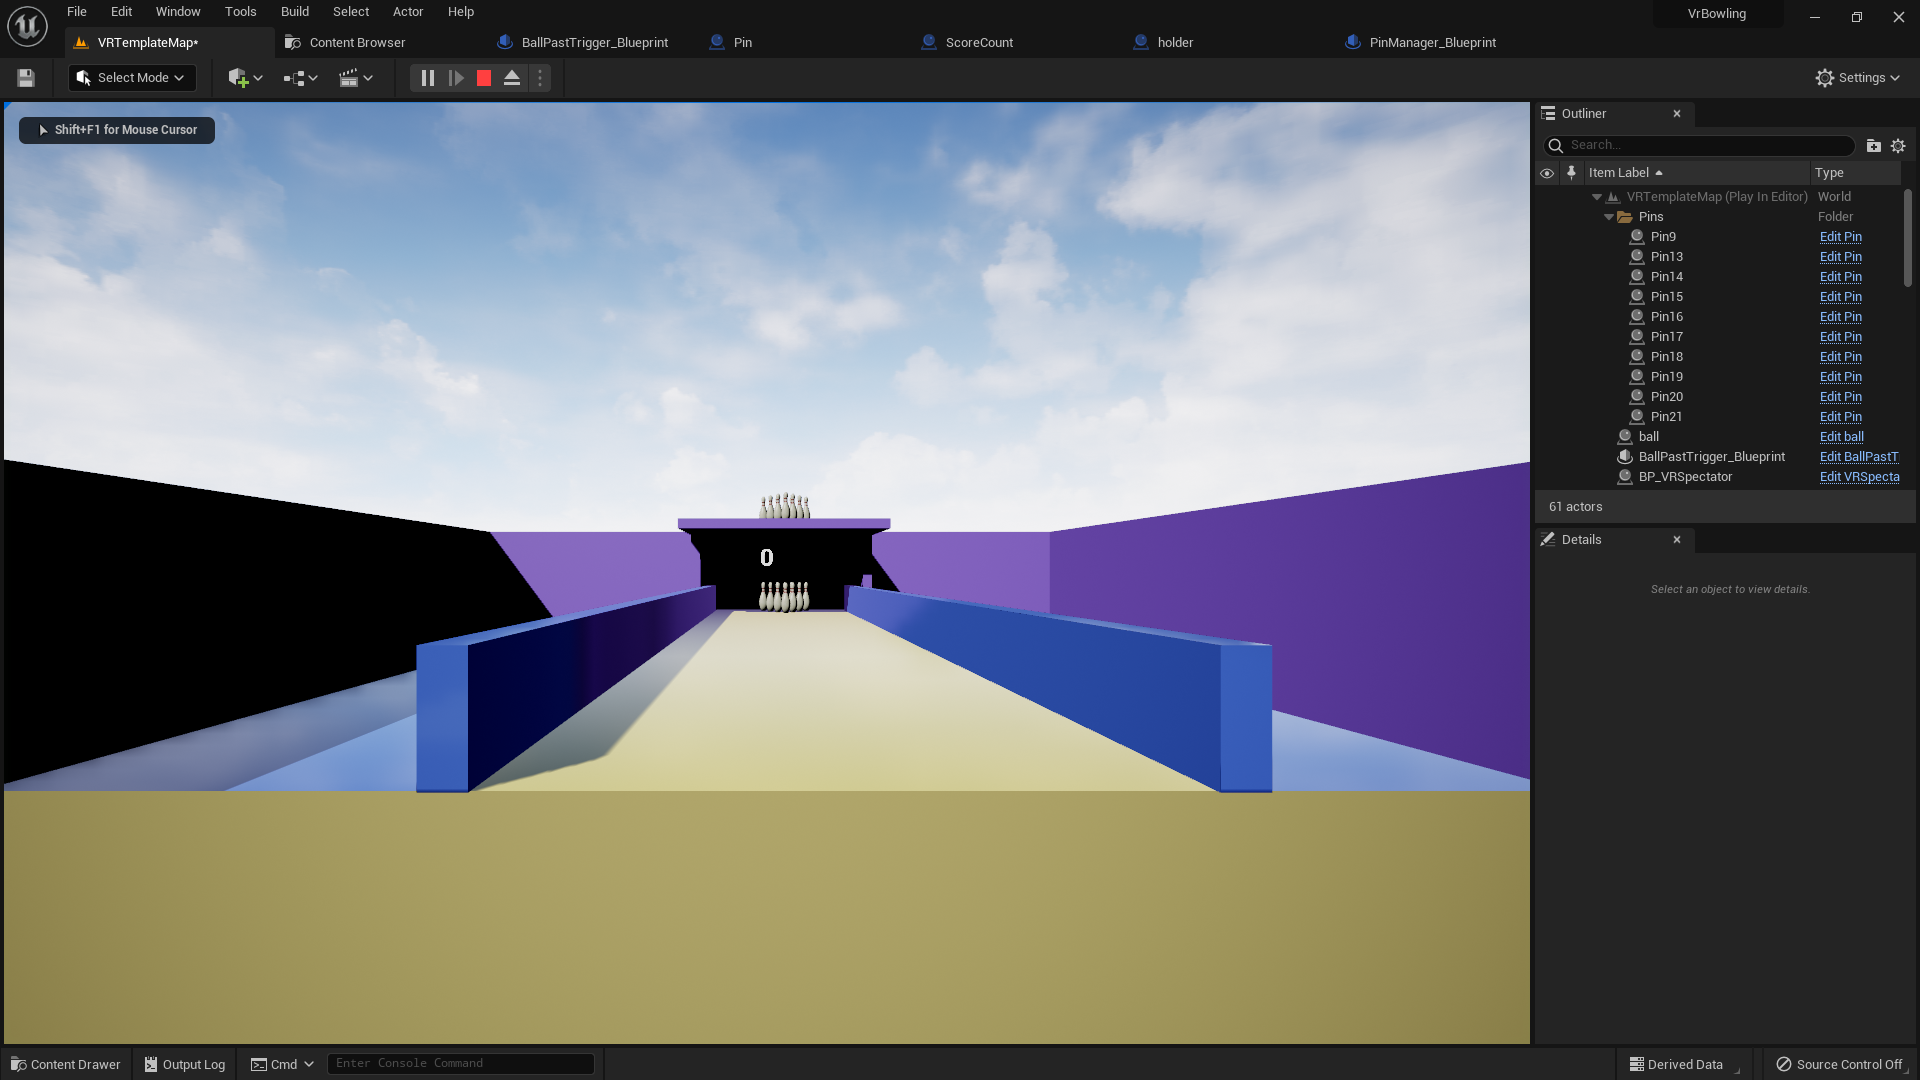 File Edit Window Tools Build Select Actor Help
VrBowling
VRTemplateMap*
Content Browser
BallPastTrigger_Blueprint
Pin
ScoreCount
holder
PinManager_Blueprint
Select Mode
Settings
Shift+F1 for Mouse Cursor
0
Outliner
Search...
Item Label Type
VRTemplateMap (Play In Editor) World
Pins Folder
Pin9 Edit Pin
Pin13 Edit Pin
Pin14 Edit Pin
Pin15 Edit Pin
Pin16 Edit Pin
Pin17 Edit Pin
Pin18 Edit Pin
Pin19 Edit Pin
Pin20 Edit Pin
Pin21 Edit Pin
ball Edit ball
BallPastTrigger_Blueprint Edit BallPastT
BP_VRSpectator Edit VRSpecta
61 actors
Details
Select an object to view details.
Content Drawer
Output Log
Cmd
Enter Console Command
Derived Data
Source Control Off